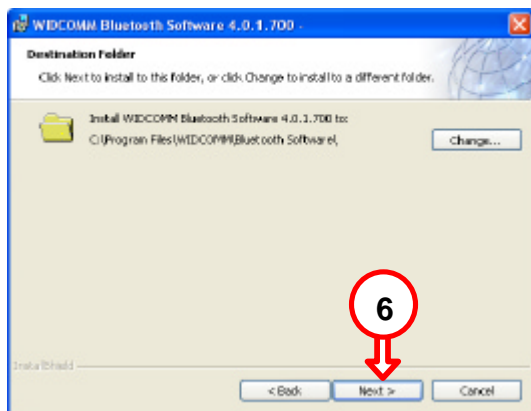 WIDCOMM Bluetooth Software 4.0.1.700 -
Destination Folder
Click Next to install to this folder, or click Change to install to a different folder.
Install WIDCOMM Bluetooth Software 4.0.1.700 to:
C:\Program Files\WIDCOMM\Bluetooth Software\
Change...
6
InstallShield
< Back
Next >
Cancel